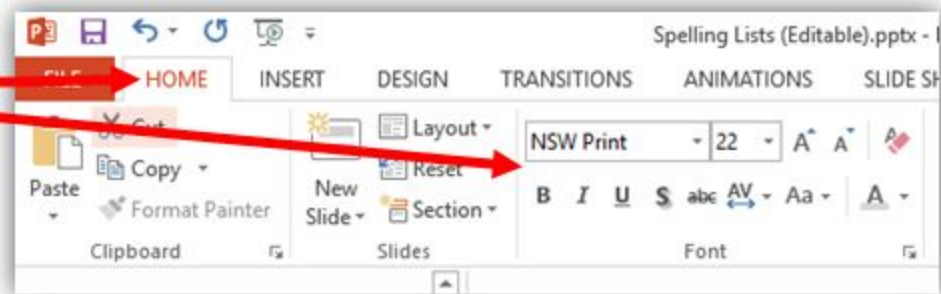 Spelling Lists (Editable).pptx -
HOME INSERT DESIGN TRANSITIONS ANIMATIONS SLIDE
Cut Layout NSW Print 22 A A
Copy Reset
Paste New B I U S abc AV Aa A
Format Painter Slide Section
Clipboard Slides Font